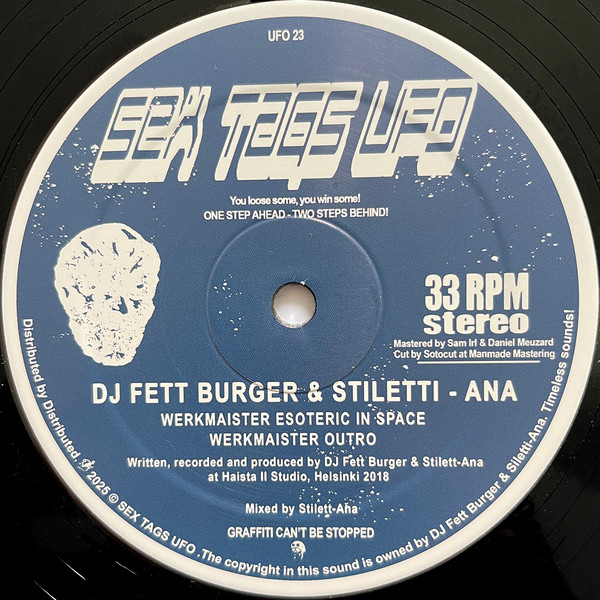 UFO 23
SEX TAGS UFO
You loose some, you win some!
ONE STEP AHEAD - TWO STEPS BEHIND!
33 RPM
stereo
Mastered by Sam Irl & Daniel Meuzard
Cut by Sotocut at Manmade Mastering
DJ FETT BURGER & STILETTI - ANA
WERKMAISTER ESOTERIC IN SPACE
WERKMAISTER OUTRO
Written, recorded and produced by DJ Fett Burger & Stilett-Ana
at Haista II Studio, Helsinki 2018
Mixed by Stilett-Ana
GRAFFITI CAN'T BE STOPPED
Distributed by Distributed. ℗ 2025 © SEX TAGS UFO .The copyright in this sound is owned by DJ Fett Burger & Siletti-Ana. Timeless sounds!